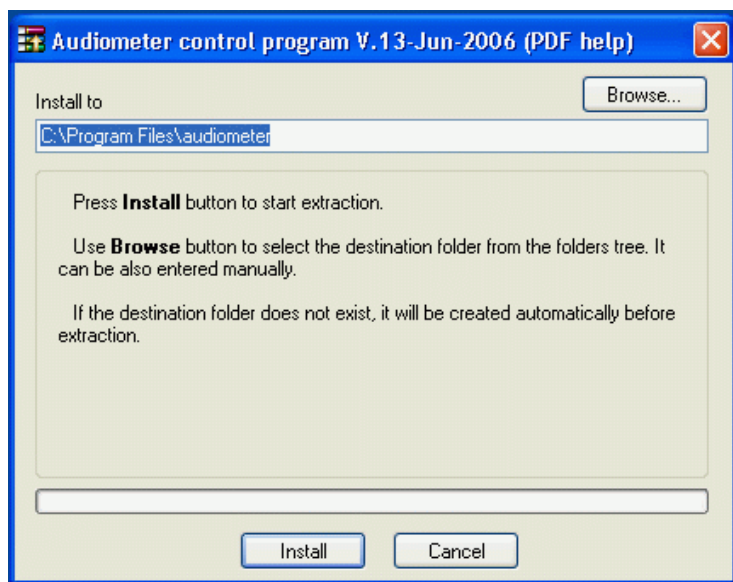 Audiometer control program V.13-Jun-2006 (PDF help)
Install to
Browse...
C:\Program Files\audiometer
Press Install button to start extraction.
Use Browse button to select the destination folder from the folders tree. It
can be also entered manually.
If the destination folder does not exist, it will be created automatically before
extraction.
Install
Cancel